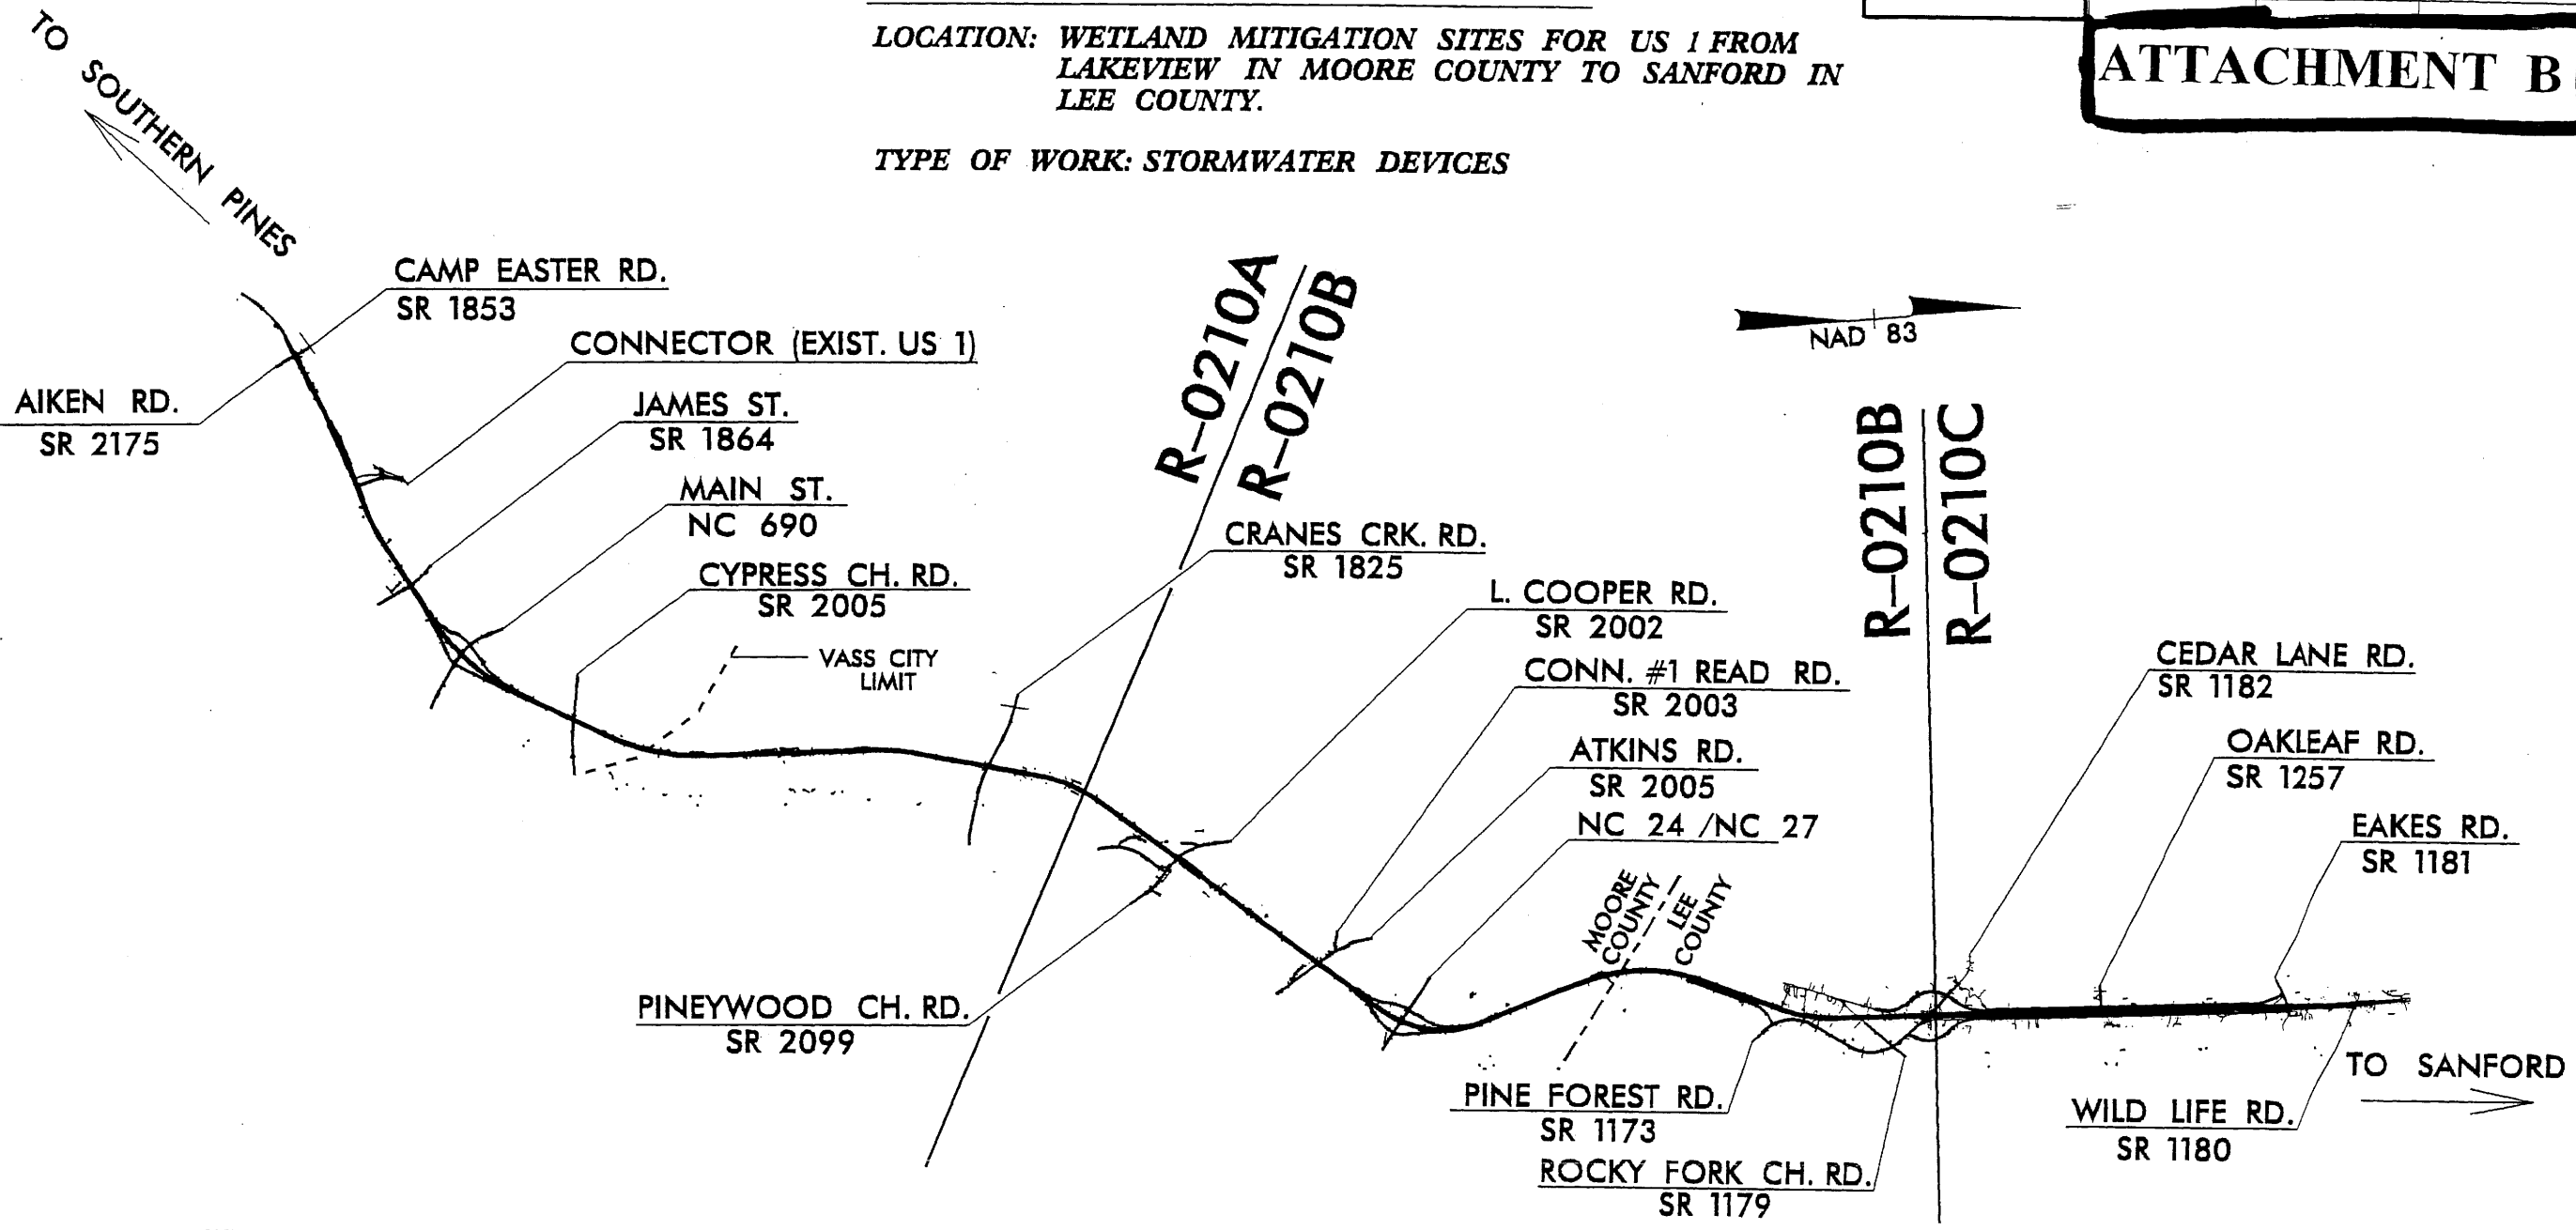 LOCATION: WETLAND MITIGATION SITES FOR US 1 FROM
LAKEVIEW IN MOORE COUNTY TO SANFORD IN
LEE COUNTY.
TYPE OF WORK: STORMWATER DEVICES
ATTACHMENT B
TO SOUTHERN PINES
CAMP EASTER RD.
SR 1853
CONNECTOR (EXIST. US 1)
AIKEN RD.
SR 2175
JAMES ST.
SR 1864
MAIN ST.
NC 690
CYPRESS CH. RD.
SR 2005
VASS CITY
LIMIT
R-0210A
R-0210B
NAD 83
CRANES CRK. RD.
SR 1825
L. COOPER RD.
SR 2002
CONN. #1 READ RD.
SR 2003
ATKINS RD.
SR 2005
NC 24 /NC 27
R-0210B
R-0210C
CEDAR LANE RD.
SR 1182
OAKLEAF RD.
SR 1257
EAKES RD.
SR 1181
MOORE
COUNTY
LEE
COUNTY
PINEYWOOD CH. RD.
SR 2099
PINE FOREST RD.
SR 1173
ROCKY FORK CH. RD.
SR 1179
TO SANFORD
WILD LIFE RD.
SR 1180